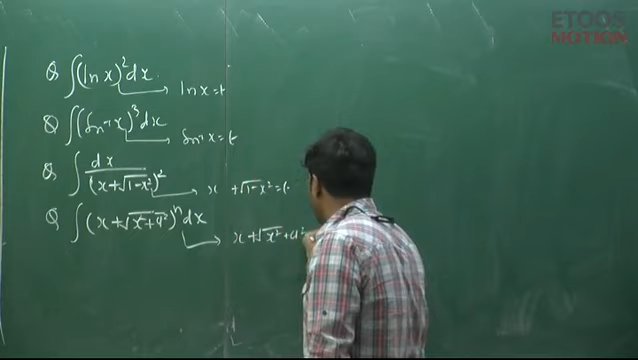 ETOOS
MOTION
Q ∫(ln x)² dx. → ln x = t
Q ∫(sin⁻¹x)³ dx → sin⁻¹x = t
Q ∫ dx / (x+√1-x²)² → x + √1-x² = t
Q ∫ (x+√x²+a²)ⁿ dx → x + √x² + a²